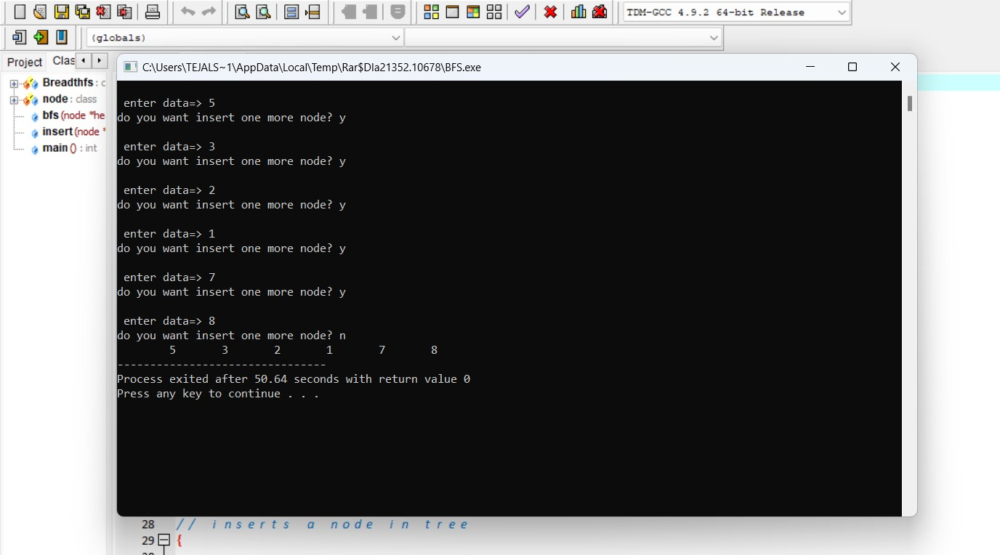 TDM-GCC 4.9.2 64-bit Release
(globals)
Project Clas
C:\Users\TEJALS~1\AppData\Local\Temp\Rar$DIa21352.10678\BFS.exe
Breadthfs : c
node : class
bfs (node *he
insert (node *
main () : int
enter data=> 5
do you want insert one more node? y
enter data=> 3
do you want insert one more node? y
enter data=> 2
do you want insert one more node? y
enter data=> 1
do you want insert one more node? y
enter data=> 7
do you want insert one more node? y
enter data=> 8
do you want insert one more node? n
5 3 2 1 7 8
--------------------------------
Process exited after 50.64 seconds with return value 0
Press any key to continue . . .
28 // inserts a node in tree
29 {